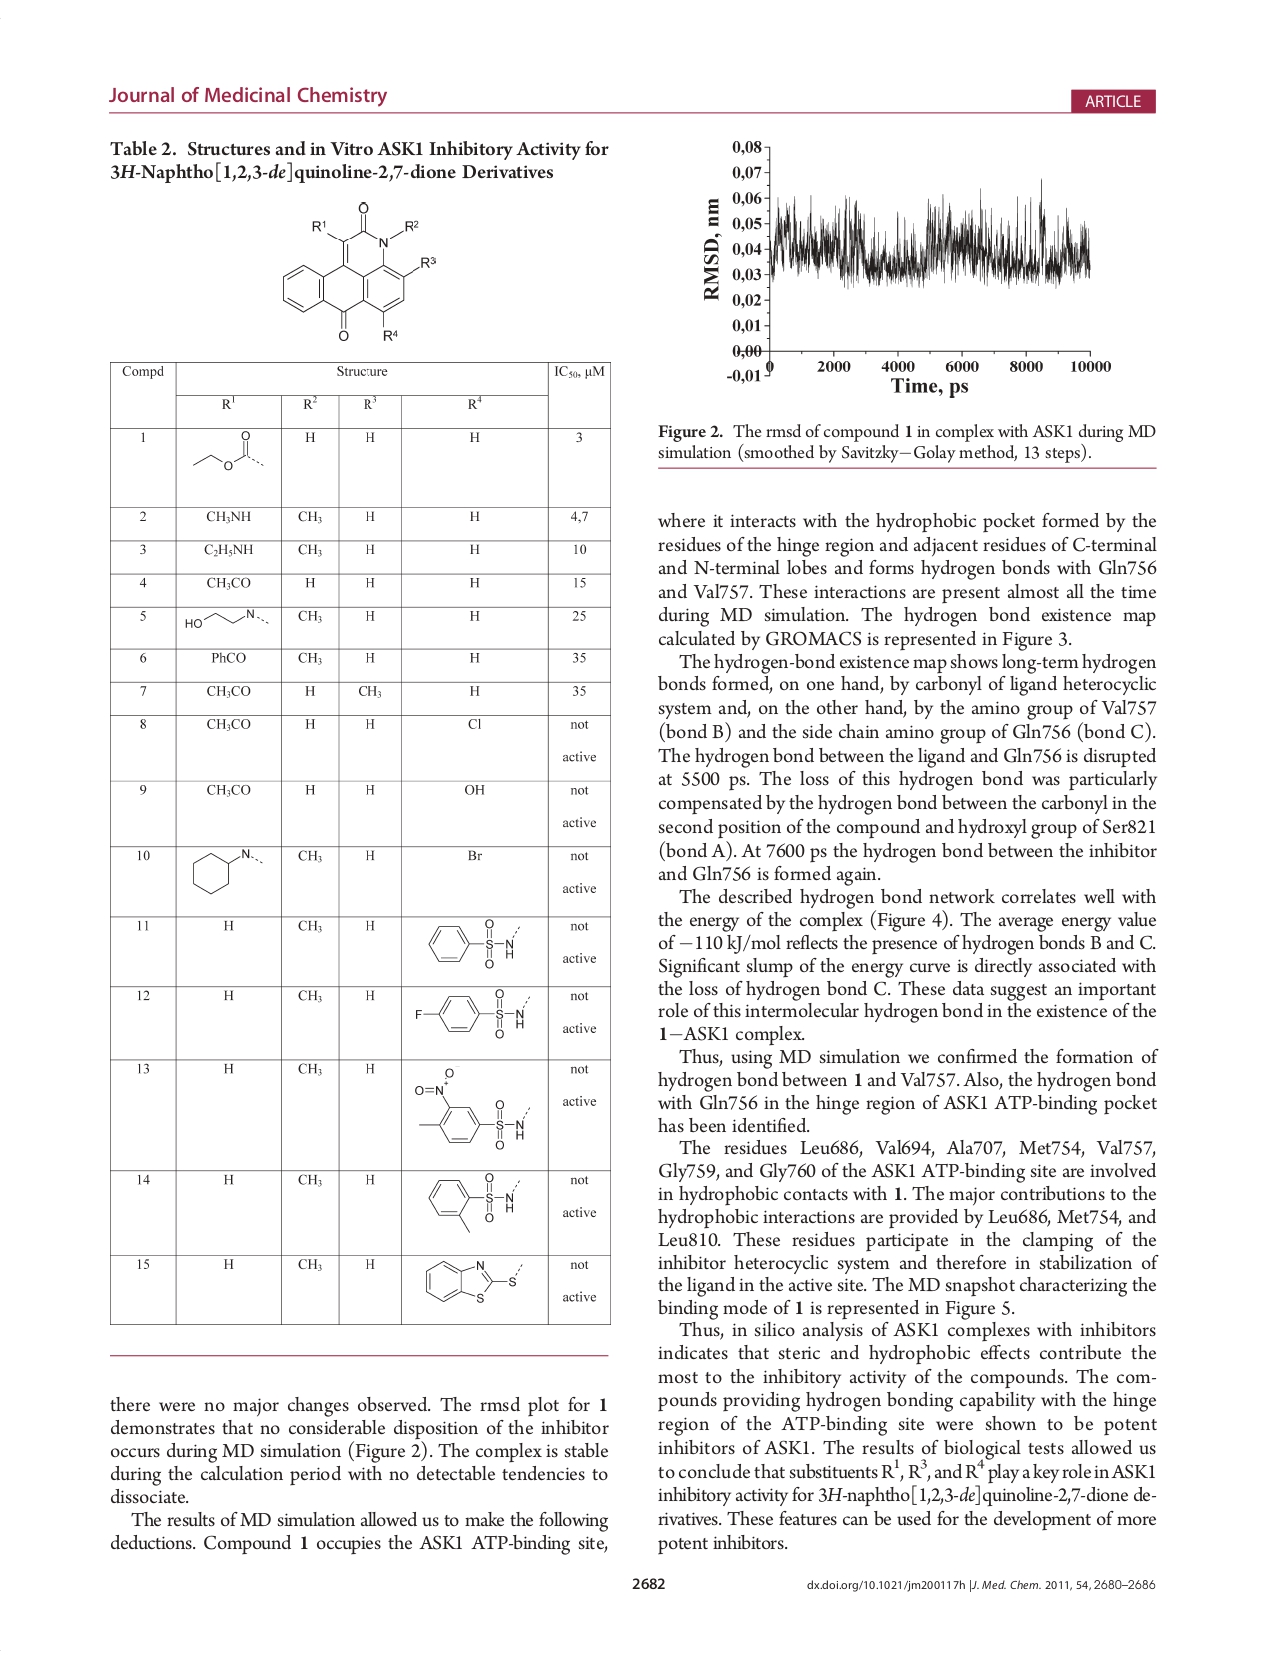 Journal of Medicinal Chemistry
ARTICLE
Table 2. Structures and in Vitro ASK1 Inhibitory Activity for
3H-Naphtho[1,2,3-de]quinoline-2,7-dione Derivatives
O
R¹
R²
N
R³
O
R⁴
Compd Structure IC₅₀, μM
R¹ R² R³ R⁴
1 O O H H H 3
2 CH₃NH CH₃ H H 4,7
3 C₂H₅NH CH₃ H H 10
4 CH₃CO H H H 15
5 HO N CH₃ H H 25
6 PhCO CH₃ H H 35
7 CH₃CO H CH₃ H 35
8 CH₃CO H H Cl not
active
9 CH₃CO H H OH not
active
10 N CH₃ H Br not
active
11 H CH₃ H O S N H O not
active
12 H CH₃ H F O S N H O not
active
13 H CH₃ H O⁻ O=N⁺ O S N H O not
active
14 H CH₃ H O S N H O not
active
15 H CH₃ H N S S not
active
there were no major changes observed. The rmsd plot for 1
demonstrates that no considerable disposition of the inhibitor
occurs during MD simulation (Figure 2). The complex is stable
during the calculation period with no detectable tendencies to
dissociate.
The results of MD simulation allowed us to make the following
deductions. Compound 1 occupies the ASK1 ATP-binding site,
0,08
0,07
0,06
0,05
0,04
0,03
0,02
0,01
0,00
-0,01
RMSD, nm
0 2000 4000 6000 8000 10000
Time, ps
Figure 2. The rmsd of compound 1 in complex with ASK1 during MD
simulation (smoothed by Savitzky−Golay method, 13 steps).
where it interacts with the hydrophobic pocket formed by the
residues of the hinge region and adjacent residues of C-terminal
and N-terminal lobes and forms hydrogen bonds with Gln756
and Val757. These interactions are present almost all the time
during MD simulation. The hydrogen bond existence map
calculated by GROMACS is represented in Figure 3.
The hydrogen-bond existence map shows long-term hydrogen
bonds formed, on one hand, by carbonyl of ligand heterocyclic
system and, on the other hand, by the amino group of Val757
(bond B) and the side chain amino group of Gln756 (bond C).
The hydrogen bond between the ligand and Gln756 is disrupted
at 5500 ps. The loss of this hydrogen bond was particularly
compensated by the hydrogen bond between the carbonyl in the
second position of the compound and hydroxyl group of Ser821
(bond A). At 7600 ps the hydrogen bond between the inhibitor
and Gln756 is formed again.
The described hydrogen bond network correlates well with
the energy of the complex (Figure 4). The average energy value
of −110 kJ/mol reflects the presence of hydrogen bonds B and C.
Significant slump of the energy curve is directly associated with
the loss of hydrogen bond C. These data suggest an important
role of this intermolecular hydrogen bond in the existence of the
1−ASK1 complex.
Thus, using MD simulation we confirmed the formation of
hydrogen bond between 1 and Val757. Also, the hydrogen bond
with Gln756 in the hinge region of ASK1 ATP-binding pocket
has been identified.
The residues Leu686, Val694, Ala707, Met754, Val757,
Gly759, and Gly760 of the ASK1 ATP-binding site are involved
in hydrophobic contacts with 1. The major contributions to the
hydrophobic interactions are provided by Leu686, Met754, and
Leu810. These residues participate in the clamping of the
inhibitor heterocyclic system and therefore in stabilization of
the ligand in the active site. The MD snapshot characterizing the
binding mode of 1 is represented in Figure 5.
Thus, in silico analysis of ASK1 complexes with inhibitors
indicates that steric and hydrophobic effects contribute the
most to the inhibitory activity of the compounds. The com-
pounds providing hydrogen bonding capability with the hinge
region of the ATP-binding site were shown to be potent
inhibitors of ASK1. The results of biological tests allowed us
to conclude that substituents R¹, R³, and R⁴ play a key role in ASK1
inhibitory activity for 3H-naphtho[1,2,3-de]quinoline-2,7-dione de-
rivatives. These features can be used for the development of more
potent inhibitors.
2682
dx.doi.org/10.1021/jm200117h |J. Med. Chem. 2011, 54, 2680–2686